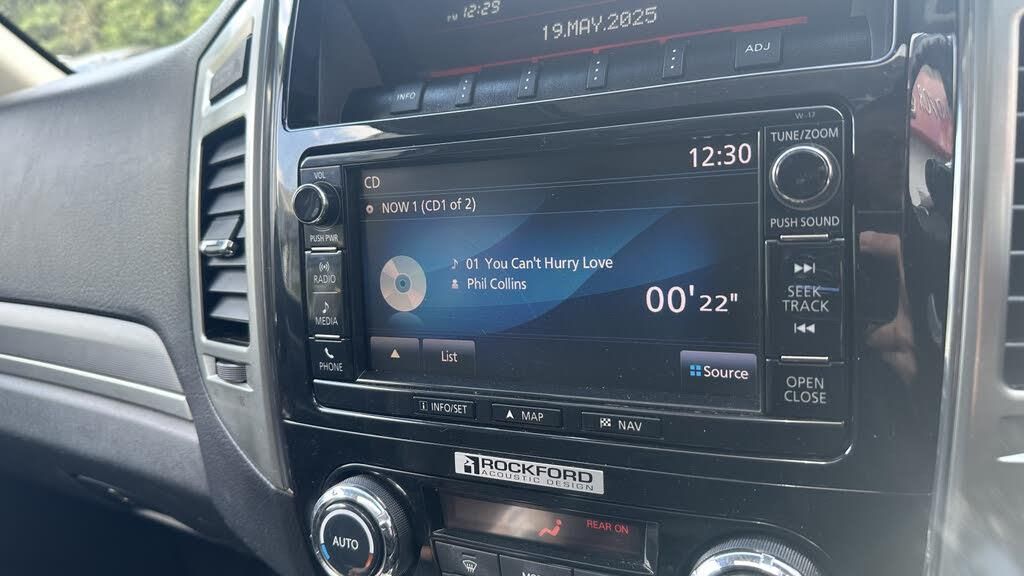 PM 12:29
19.MAY.2025
INFO
ADJ
W-17
VOL
PUSH PWR
RADIO
MEDIA
PHONE
CD
12:30
NOW 1 (CD1 of 2)
01 You Can't Hurry Love
Phil Collins
00'22"
List
Source
TUNE/ZOOM
PUSH SOUND
SEEK
TRACK
OPEN
CLOSE
INFO/SET
MAP
NAV
ROCKFORD
ACOUSTIC DESIGN
AUTO
REAR ON